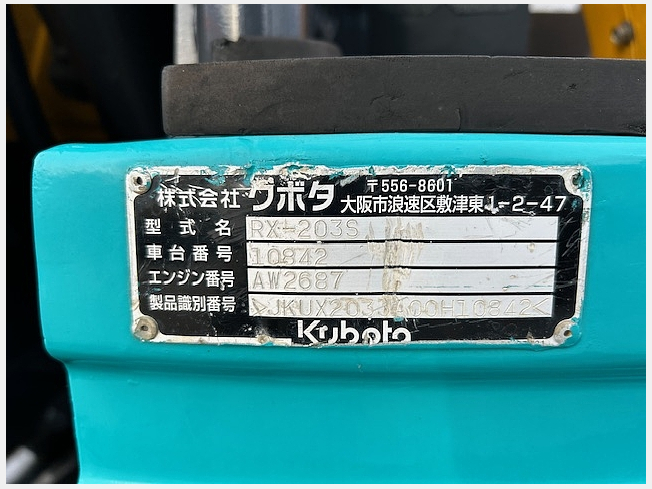 株式会社 クボタ 〒556-8601
大阪市浪速区敷津東1-2-47
型式名 RX-203S
車台番号 10842
エンジン番号 AW2687
製品識別番号
Kubota